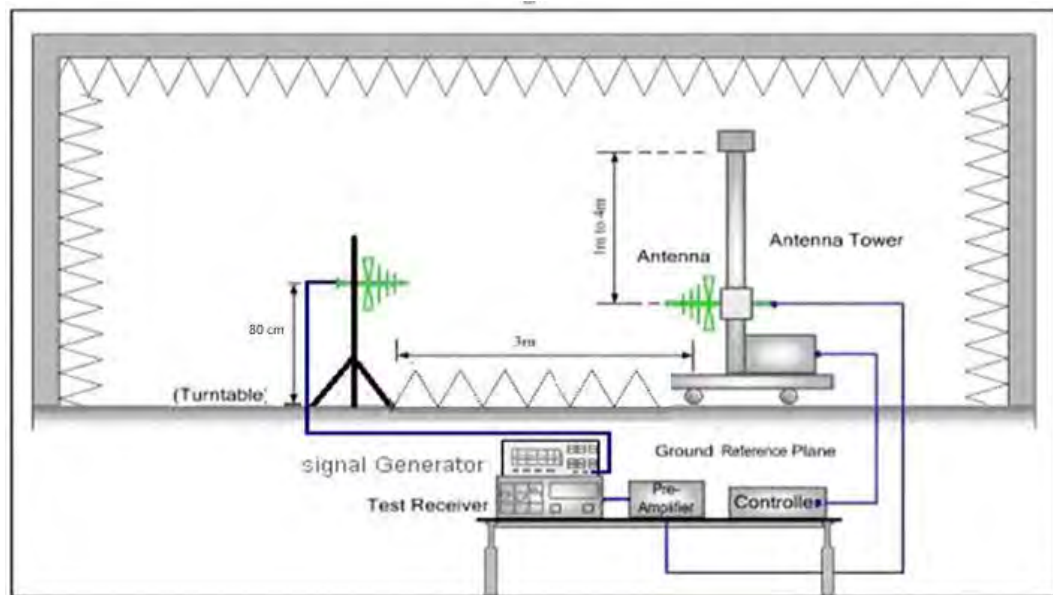 1m to 4m
Antenna Tower
Antenna
80 cm
3m
(Turntable)
Ground Reference Plane
signal Generator
Test Receiver
Pre-
Amplifier
Controlle